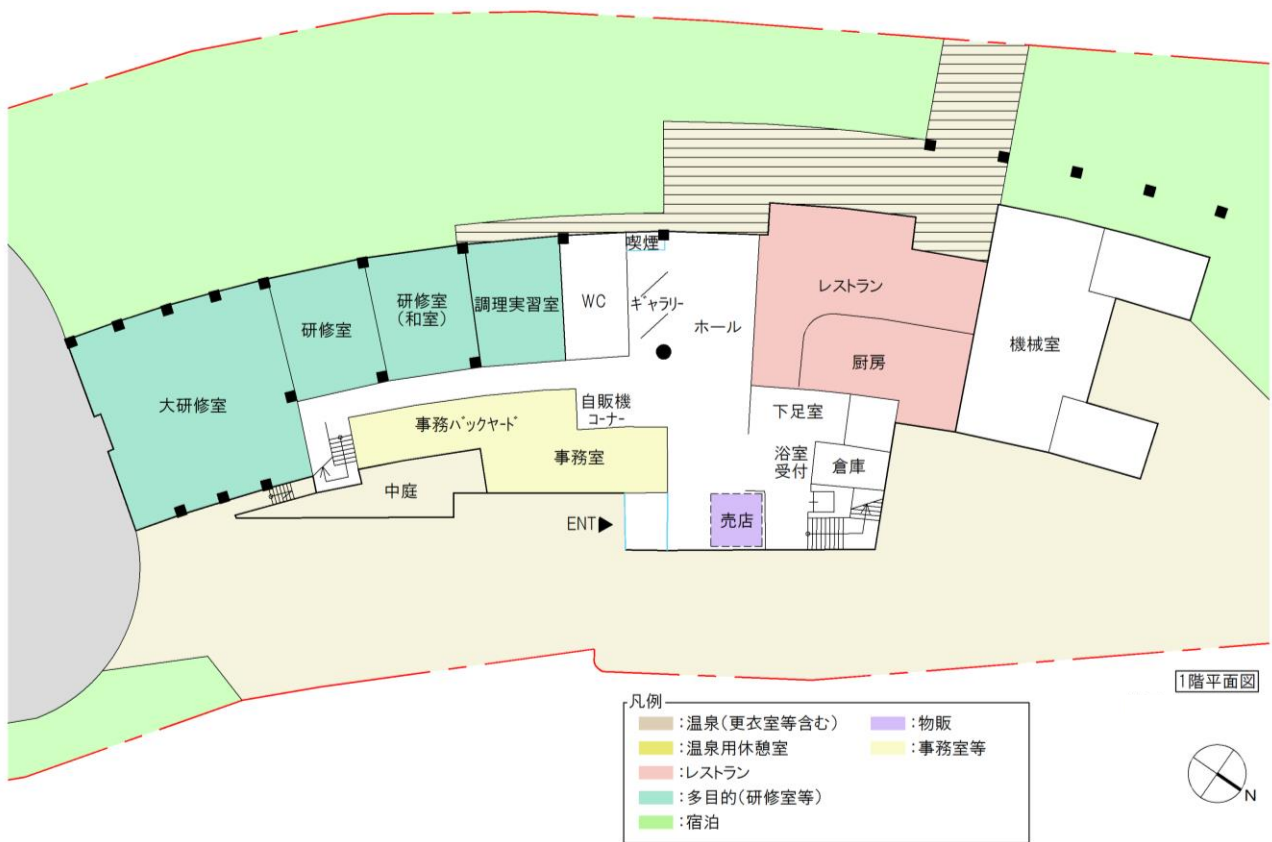 喫煙
WC
ギャラリー
ホール
レストラン
厨房
機械室
調理実習室
研修室
(和室)
研修室
大研修室
事務バックヤード
自販機
コーナー
事務室
中庭
下足室
浴室
受付
倉庫
売店
ENT▶
1階平面図
凡例
:温泉(更衣室等含む)
:温泉用休憩室
:レストラン
:多目的(研修室等)
:宿泊
:物販
:事務室等
N